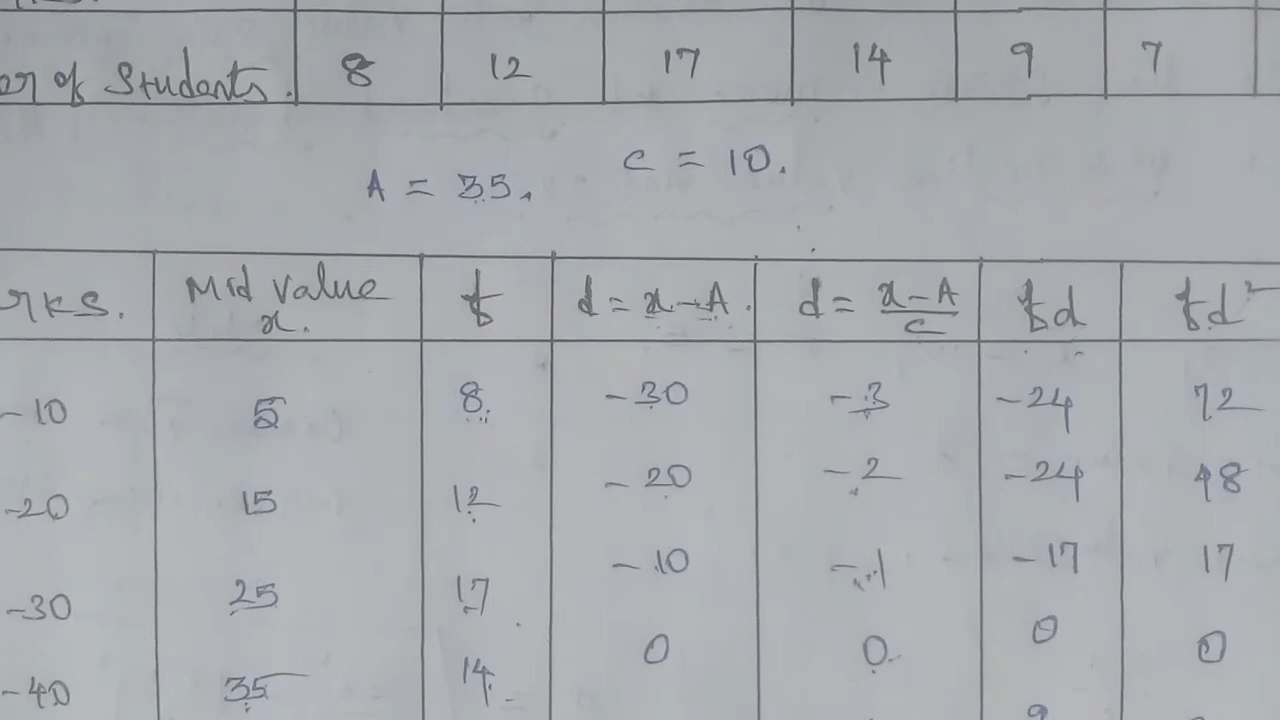 er of Students. 8 12 17 14 9 7
A = 35. C = 10.
rks. Mid value x. f d = x - A. d = x - A / c fd fd²
-10 5 8 -30 -3 -24 72
-20 15 12 -20 -2 -24 48
-30 25 17 -10 -1 -17 17
-40 35 14 0 0 0 0
9